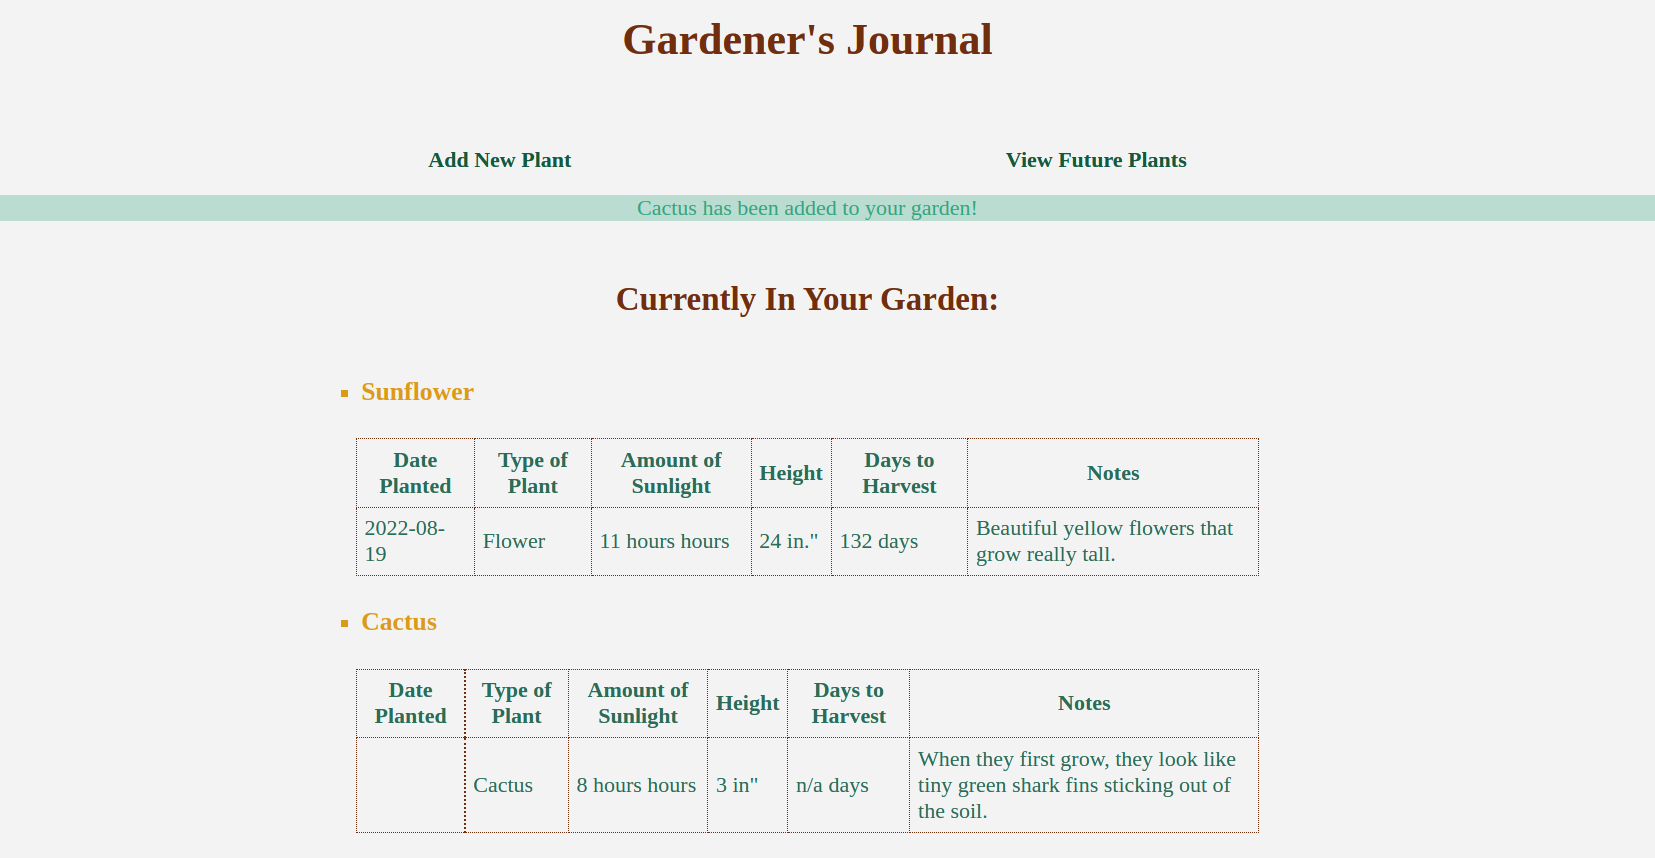 Gardener's Journal
Add New Plant View Future Plants
Cactus has been added to your garden!
Currently In Your Garden:
Sunflower
Date Planted Type of Plant Amount of Sunlight Height Days to Harvest Notes
2022-08-19 Flower 11 hours hours 24 in." 132 days Beautiful yellow flowers that grow really tall.
Cactus
Date Planted Type of Plant Amount of Sunlight Height Days to Harvest Notes
Cactus 8 hours hours 3 in" n/a days When they first grow, they look like tiny green shark fins sticking out of the soil.